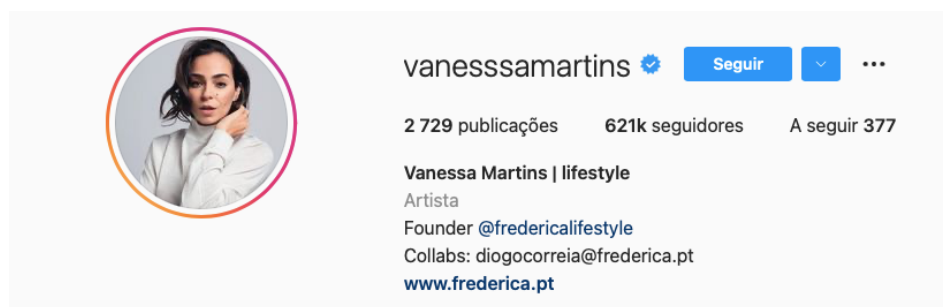 vanesssamartins Seguir
2 729 publicações 621k seguidores A seguir 377
Vanessa Martins | lifestyle
Artista
Founder @fredericalifestyle
Collabs: diogocorreia@frederica.pt
www.frederica.pt